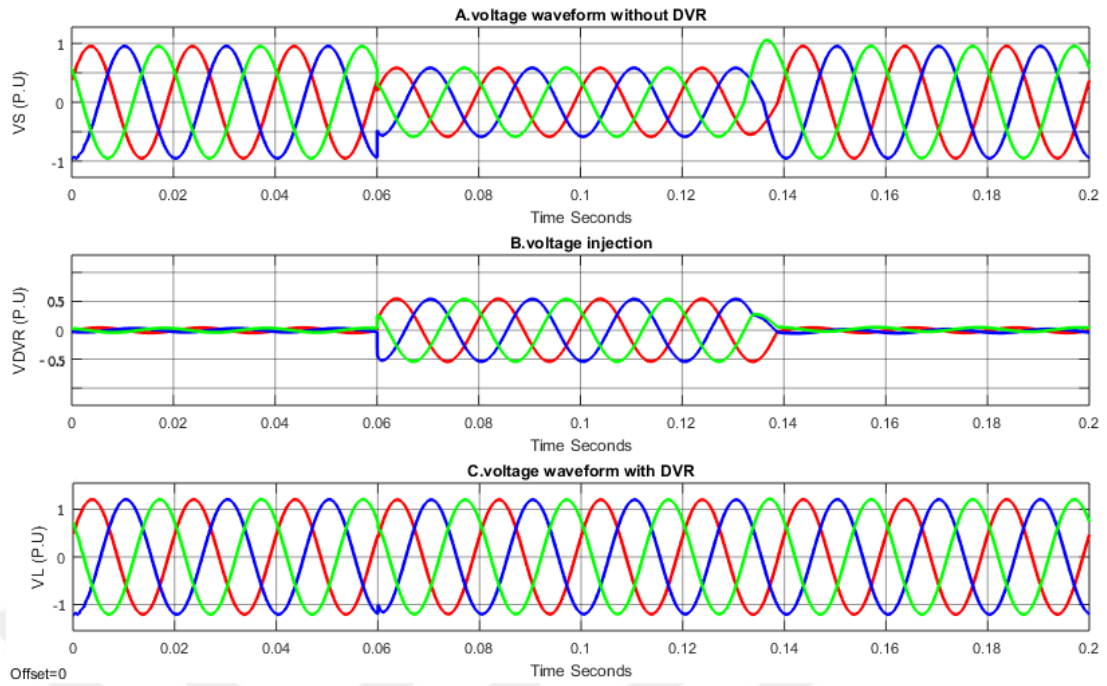 A.voltage waveform without DVR
VS (P.U)
1
0
-1
0 0.02 0.04 0.06 0.08 0.1 0.12 0.14 0.16 0.18 0.2
Time Seconds
B.voltage injection
VDVR (P.U)
0.5
0
-0.5
0 0.02 0.04 0.06 0.08 0.1 0.12 0.14 0.16 0.18 0.2
Time Seconds
C.voltage waveform with DVR
VL (P.U)
1
0
-1
0 0.02 0.04 0.06 0.08 0.1 0.12 0.14 0.16 0.18 0.2
Time Seconds
Offset=0